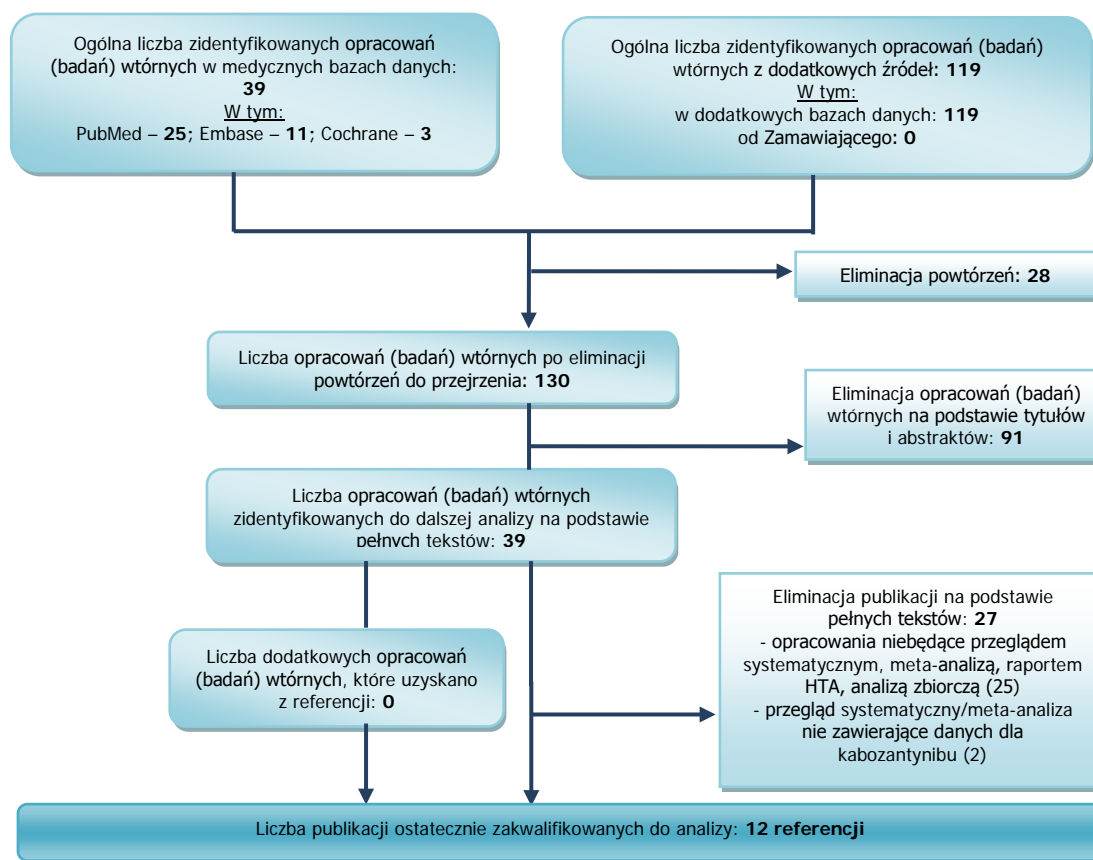 Ogólna liczba zidentyfikowanych opracowań
(badań) wtórnych w medycznych bazach danych:
39
W tym:
PubMed – 25; Embase – 11; Cochrane – 3
Ogólna liczba zidentyfikowanych opracowań (badań)
wtórnych z dodatkowych źródeł: 119
W tym:
w dodatkowych bazach danych: 119
od Zamawiającego: 0
Eliminacja powtórzeń: 28
Liczba opracowań (badań) wtórnych po eliminacji
powtórzeń do przejrzenia: 130
Eliminacja opracowań (badań)
wtórnych na podstawie tytułów
i abstraktów: 91
Liczba opracowań (badań) wtórnych
zidentyfikowanych do dalszej analizy na podstawie
pełnych tekstów: 39
Eliminacja publikacji na podstawie
pełnych tekstów: 27
- opracowania niebędące przeglądem
systematycznym, meta-analizą, raportem
HTA, analizą zbiorczą (25)
- przegląd systematyczny/meta-analiza
nie zawierające danych dla
kabozantynibu (2)
Liczba dodatkowych opracowań
(badań) wtórnych, które uzyskano
z referencji: 0
Liczba publikacji ostatecznie zakwalifikowanych do analizy: 12 referencji